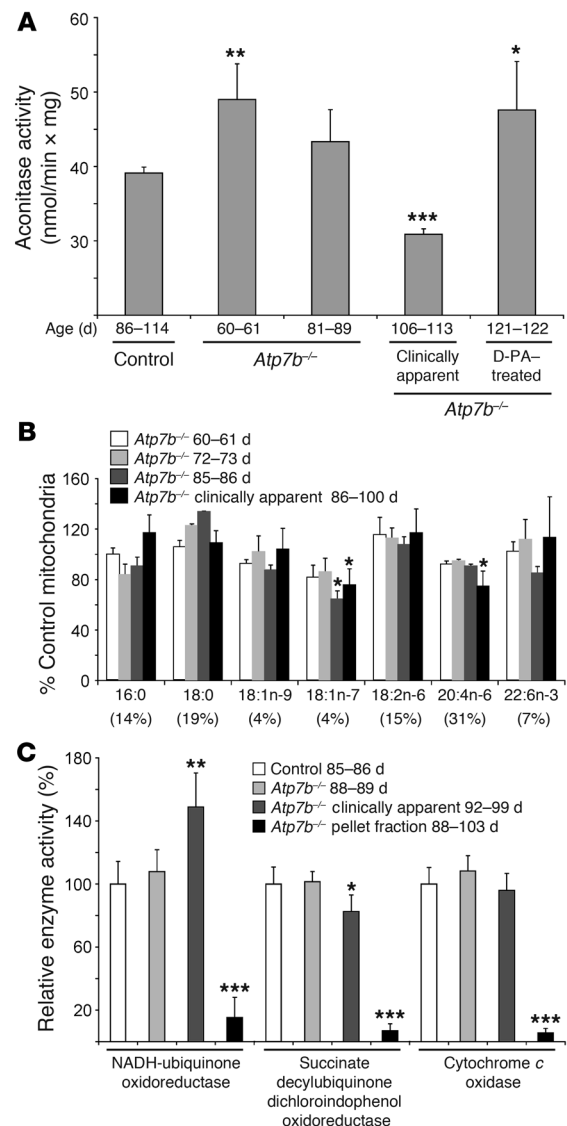 A
Aconitase activity
(nmol/min × mg)
60
50
40
30
**
***
*
Age (d) 86–114 60–61 81–89 106–113 121–122
Control Atp7b–/– Clinically apparent D-PA–treated
Atp7b–/–
B
Atp7b–/– 60–61 d
Atp7b–/– 72–73 d
Atp7b–/– 85–86 d
Atp7b–/– clinically apparent 86–100 d
% Control mitochondria
160
120
80
40
0
* * *
16:0 18:0 18:1n-9 18:1n-7 18:2n-6 20:4n-6 22:6n-3
(14%) (19%) (4%) (4%) (15%) (31%) (7%)
C
Relative enzyme activity (%)
180
140
100
60
20
Control 85–86 d
Atp7b–/– 88–89 d
Atp7b–/– clinically apparent 92–99 d
Atp7b–/– pellet fraction 88–103 d
**
***
*
***
***
NADH-ubiquinone
oxidoreductase
Succinate
decylubiquinone
dichloroindophenol
oxidoreductase
Cytochrome c
oxidase